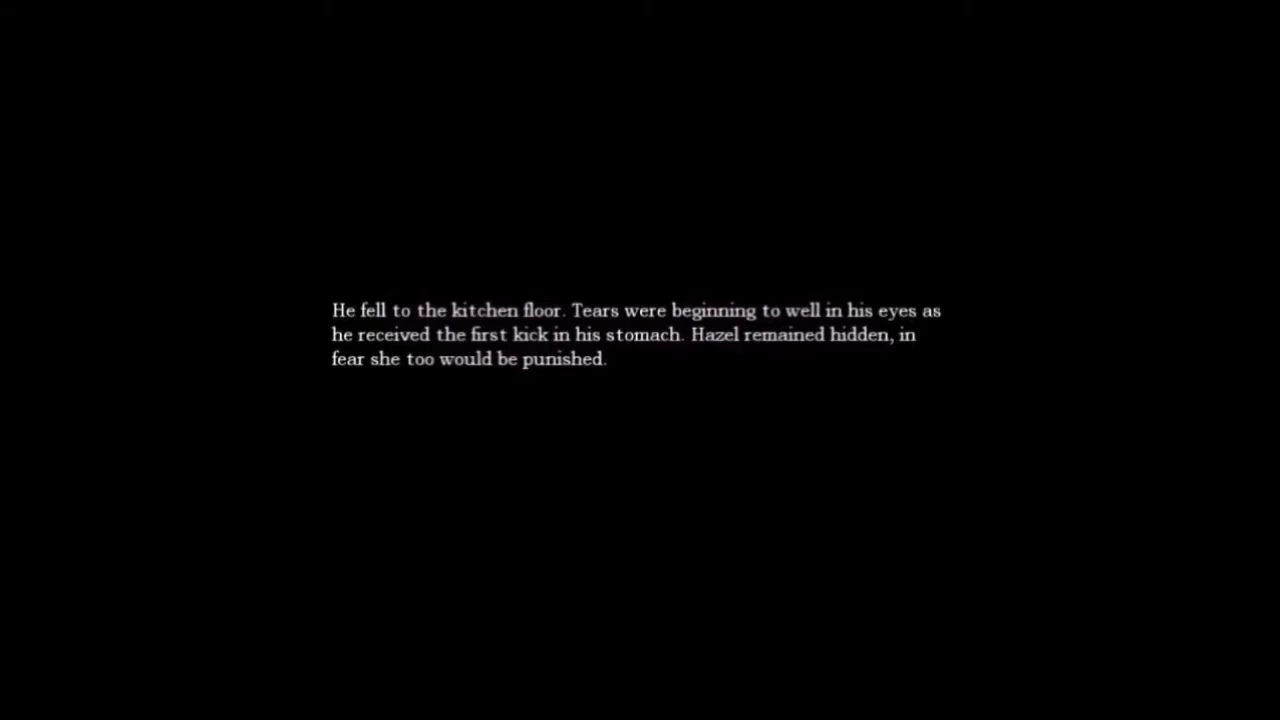 He fell to the kitchen floor. Tears were beginning to well in his eyes as
he received the first kick in his stomach. Hazel remained hidden, in
fear she too would be punished.